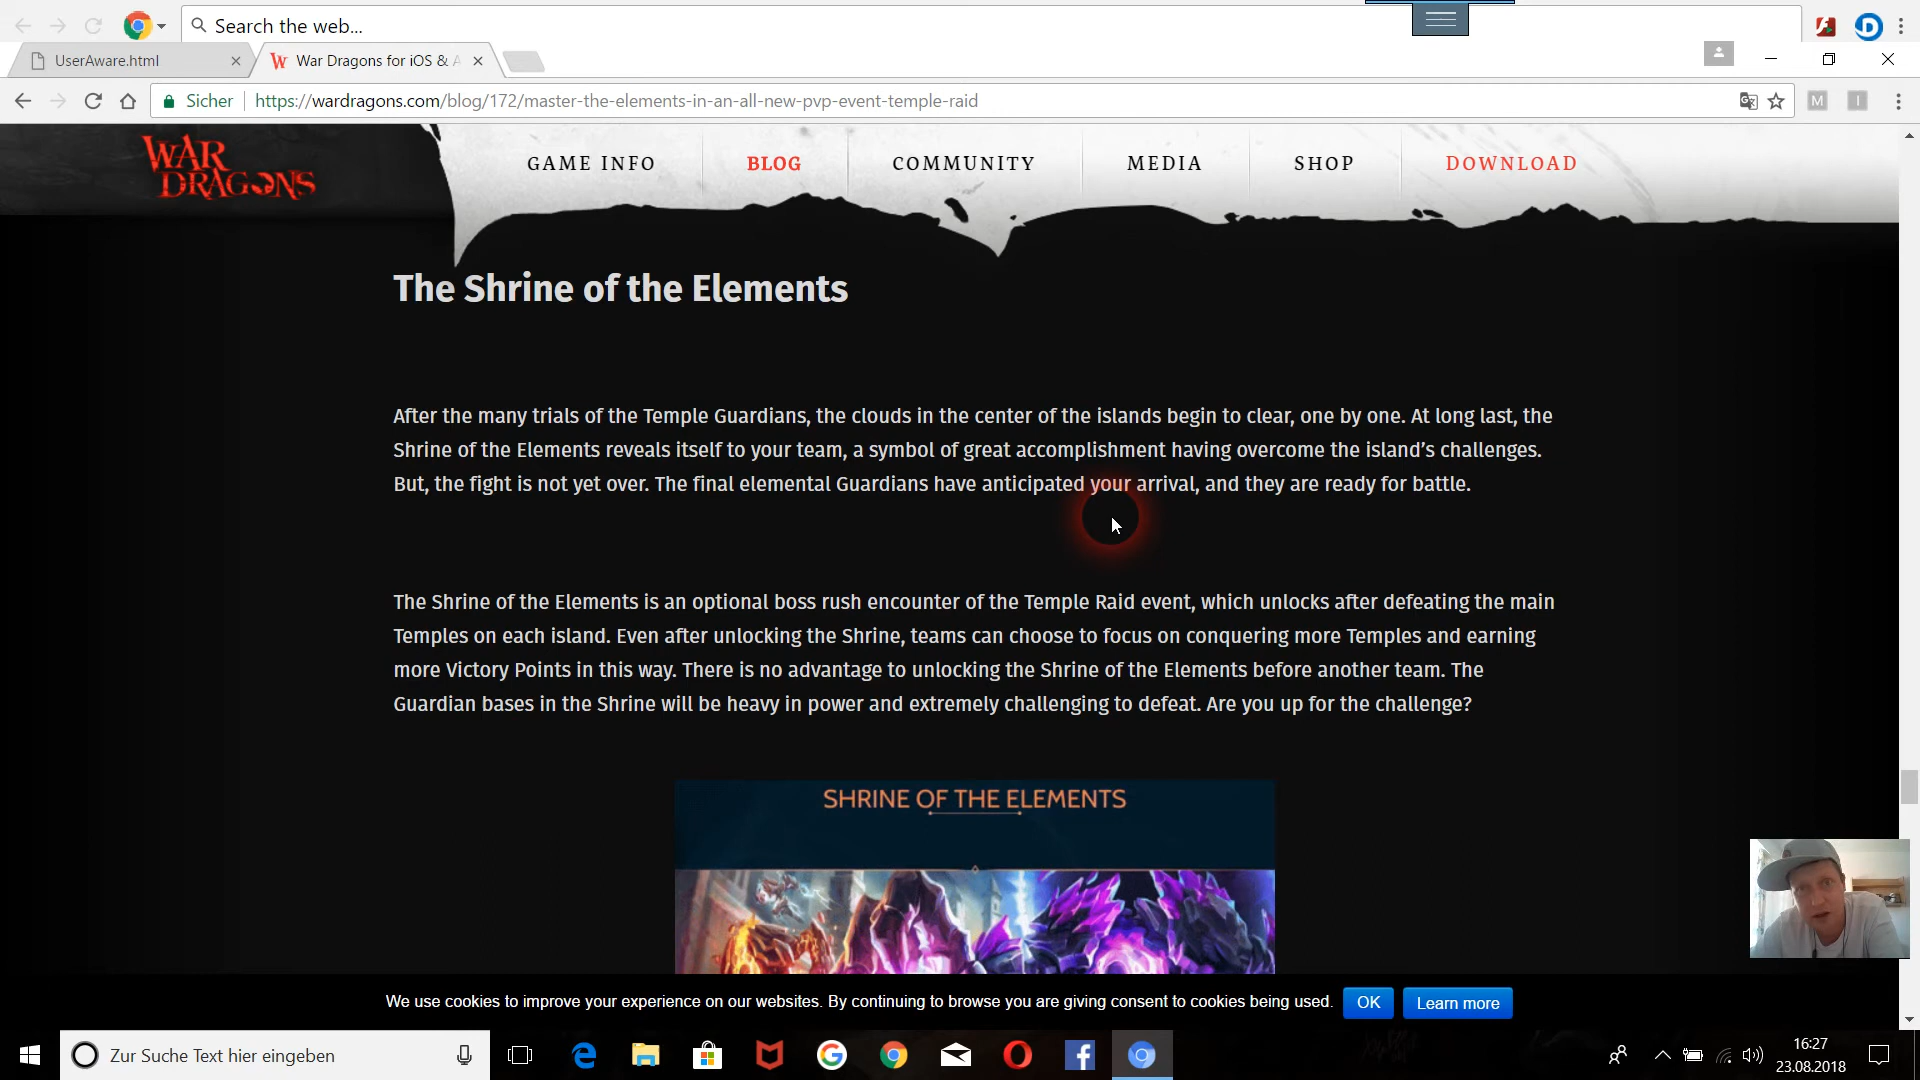 Search the web...
UserAware.html
War Dragons for iOS & A
Sicher
https://wardragons.com/blog/172/master-the-elements-in-an-all-new-pvp-event-temple-raid
M
I
WAR
DRAGONS
GAME INFO
BLOG
COMMUNITY
MEDIA
SHOP
DOWNLOAD
The Shrine of the Elements
After the many trials of the Temple Guardians, the clouds in the center of the islands begin to clear, one by one. At long last, the
Shrine of the Elements reveals itself to your team, a symbol of great accomplishment having overcome the island's challenges.
But, the fight is not yet over. The final elemental Guardians have anticipated your arrival, and they are ready for battle.
The Shrine of the Elements is an optional boss rush encounter of the Temple Raid event, which unlocks after defeating the main
Temples on each island. Even after unlocking the Shrine, teams can choose to focus on conquering more Temples and earning
more Victory Points in this way. There is no advantage to unlocking the Shrine of the Elements before another team. The
Guardian bases in the Shrine will be heavy in power and extremely challenging to defeat. Are you up for the challenge?
SHRINE OF THE ELEMENTS
We use cookies to improve your experience on our websites. By continuing to browse you are giving consent to cookies being used.
OK
Learn more
Zur Suche Text hier eingeben
16:27
23.08.2018